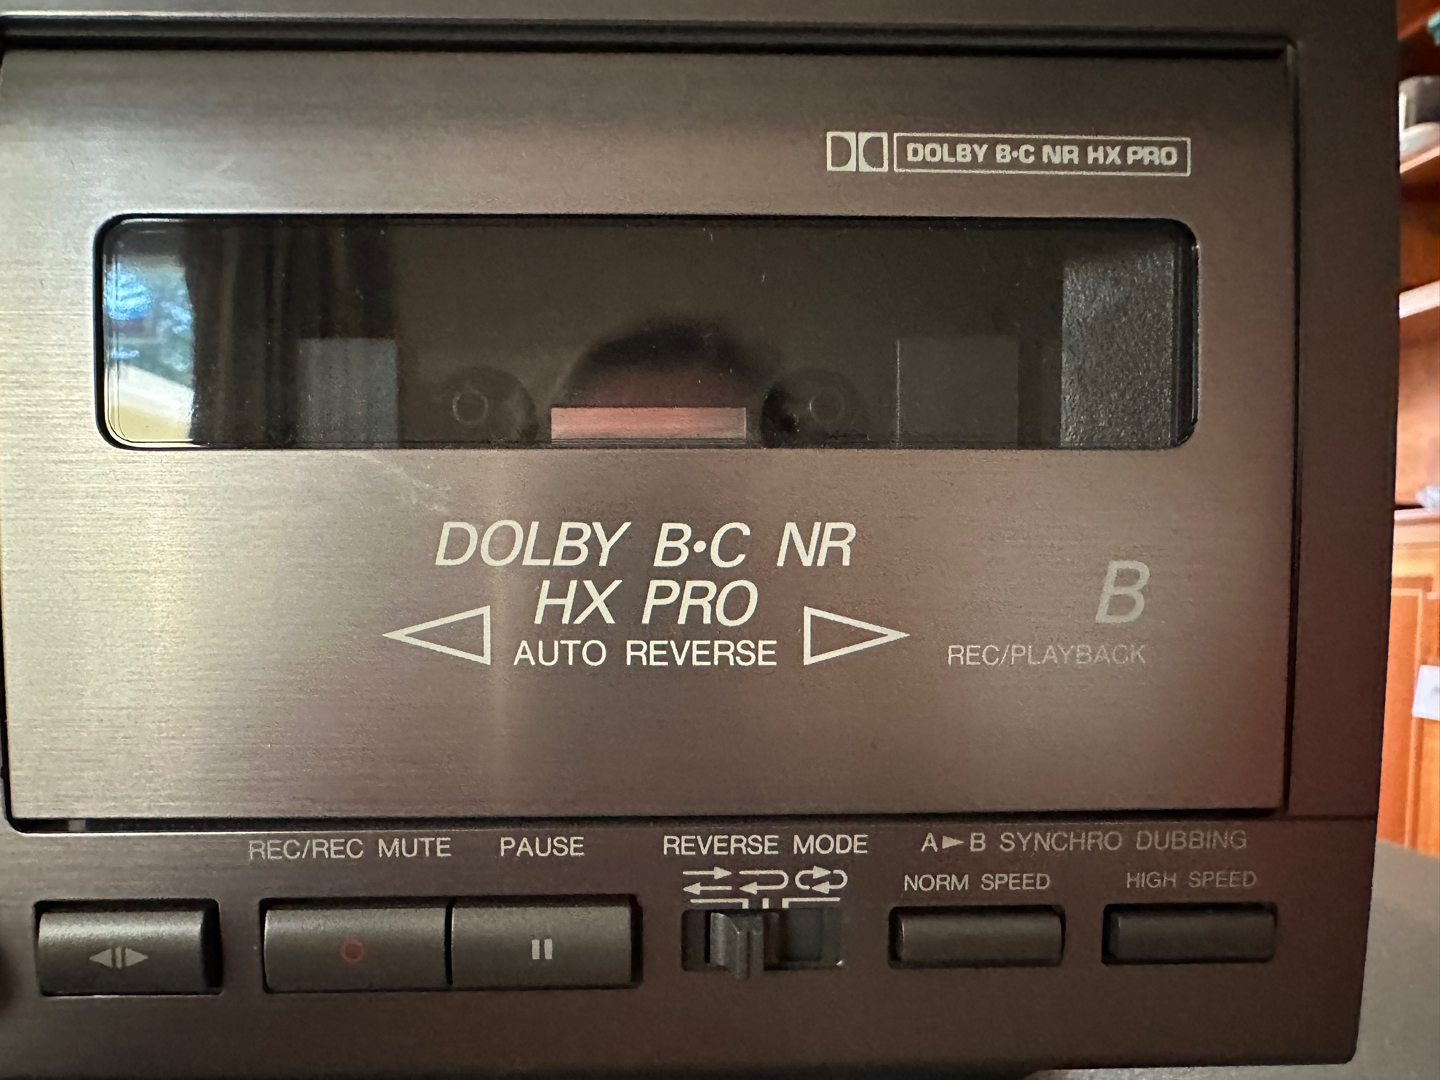 DOLBY B·C NR HX PRO
DOLBY B·C NR
HX PRO
AUTO REVERSE
B
REC/PLAYBACK
REC/REC MUTE PAUSE REVERSE MODE A►B SYNCHRO DUBBING
NORM SPEED HIGH SPEED